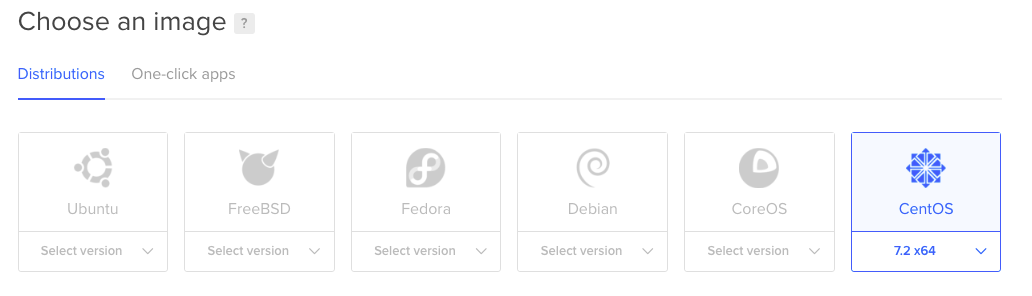 Choose an image ?
Distributions One-click apps
Ubuntu FreeBSD Fedora Debian CoreOS CentOS
Select version Select version Select version Select version Select version 7.2 x64